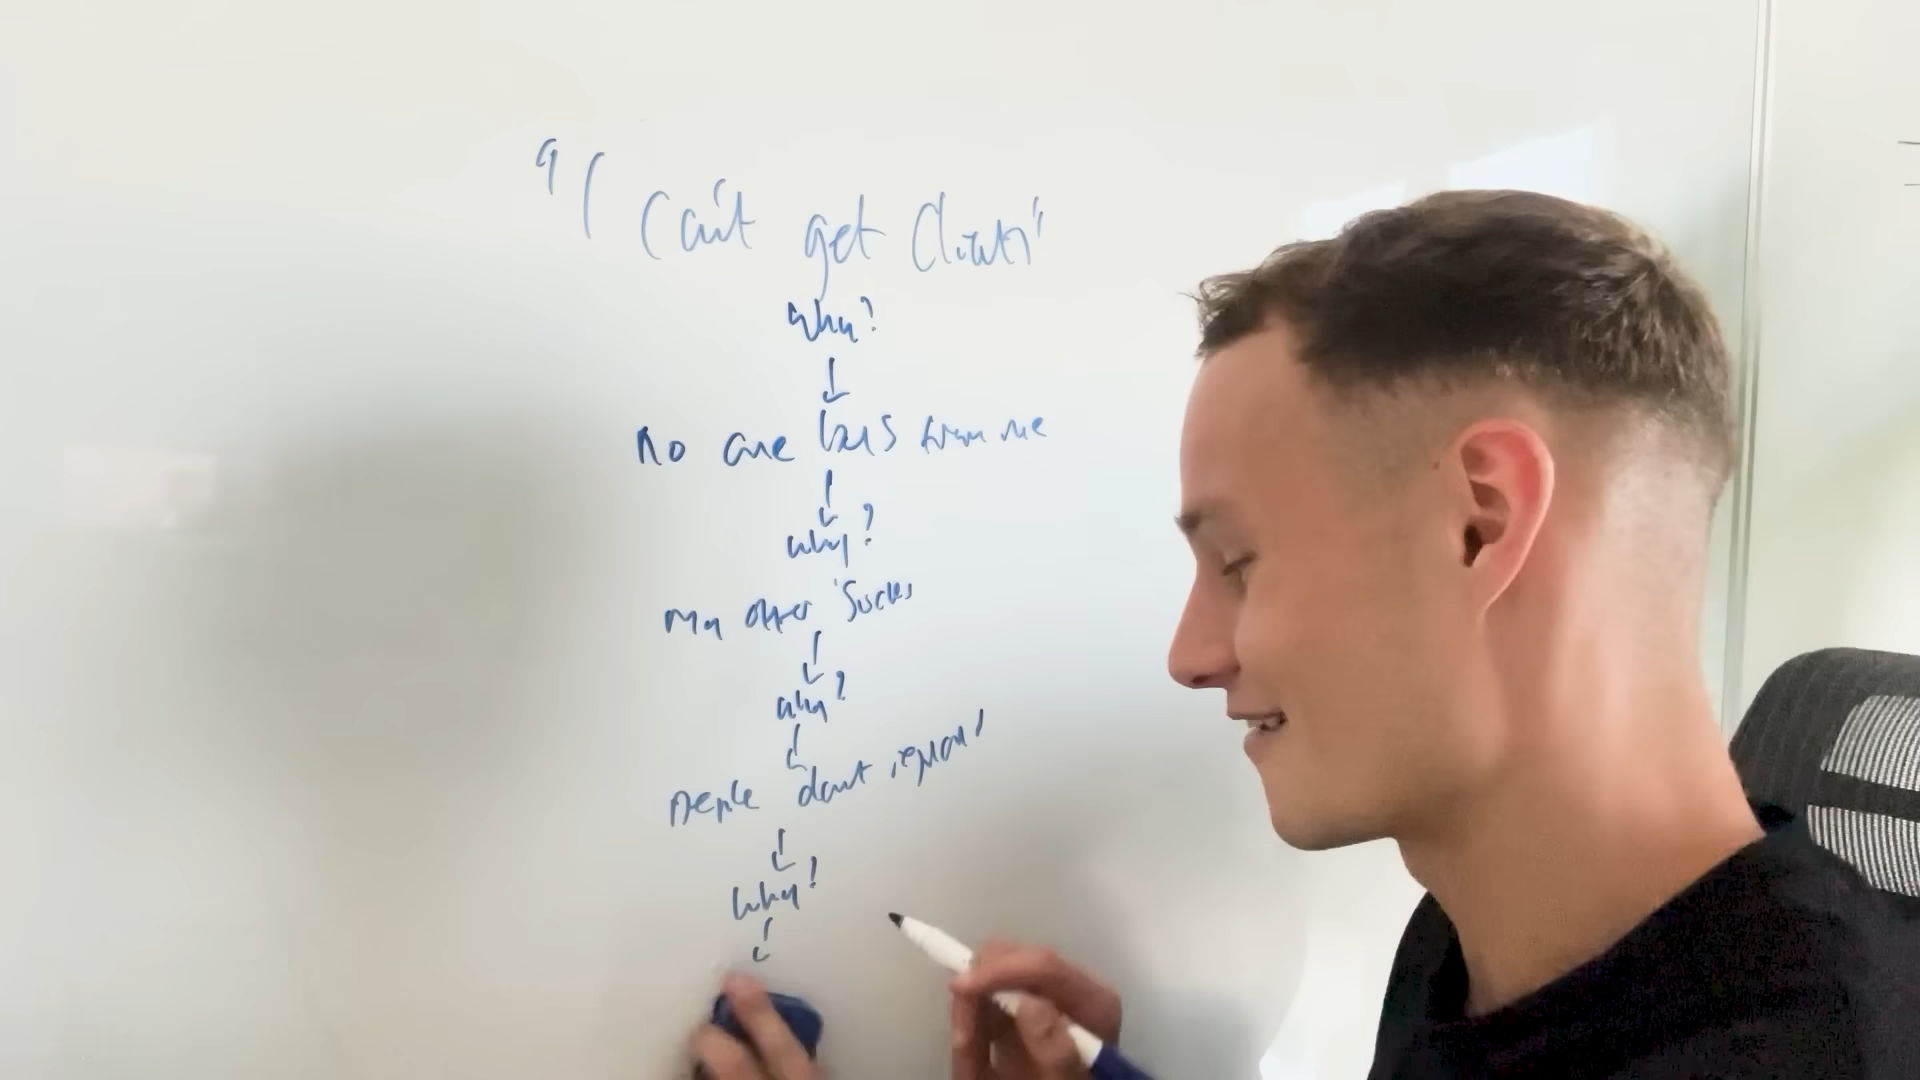 "I Can't get Clients"
Why?
No one buys from me
why?
My offer sucks
why?
People don't respond
why?